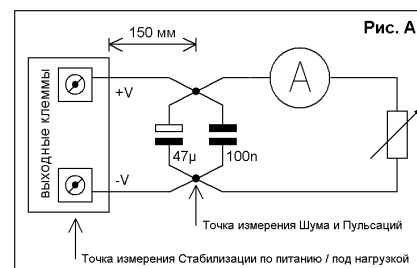 150 мм
Рис. А
выходные клеммы
+V
-V
A
47µ
100n
Точка измерения Шума и Пульсаций
Точка измерения Стабилизации по питанию / под нагрузкой